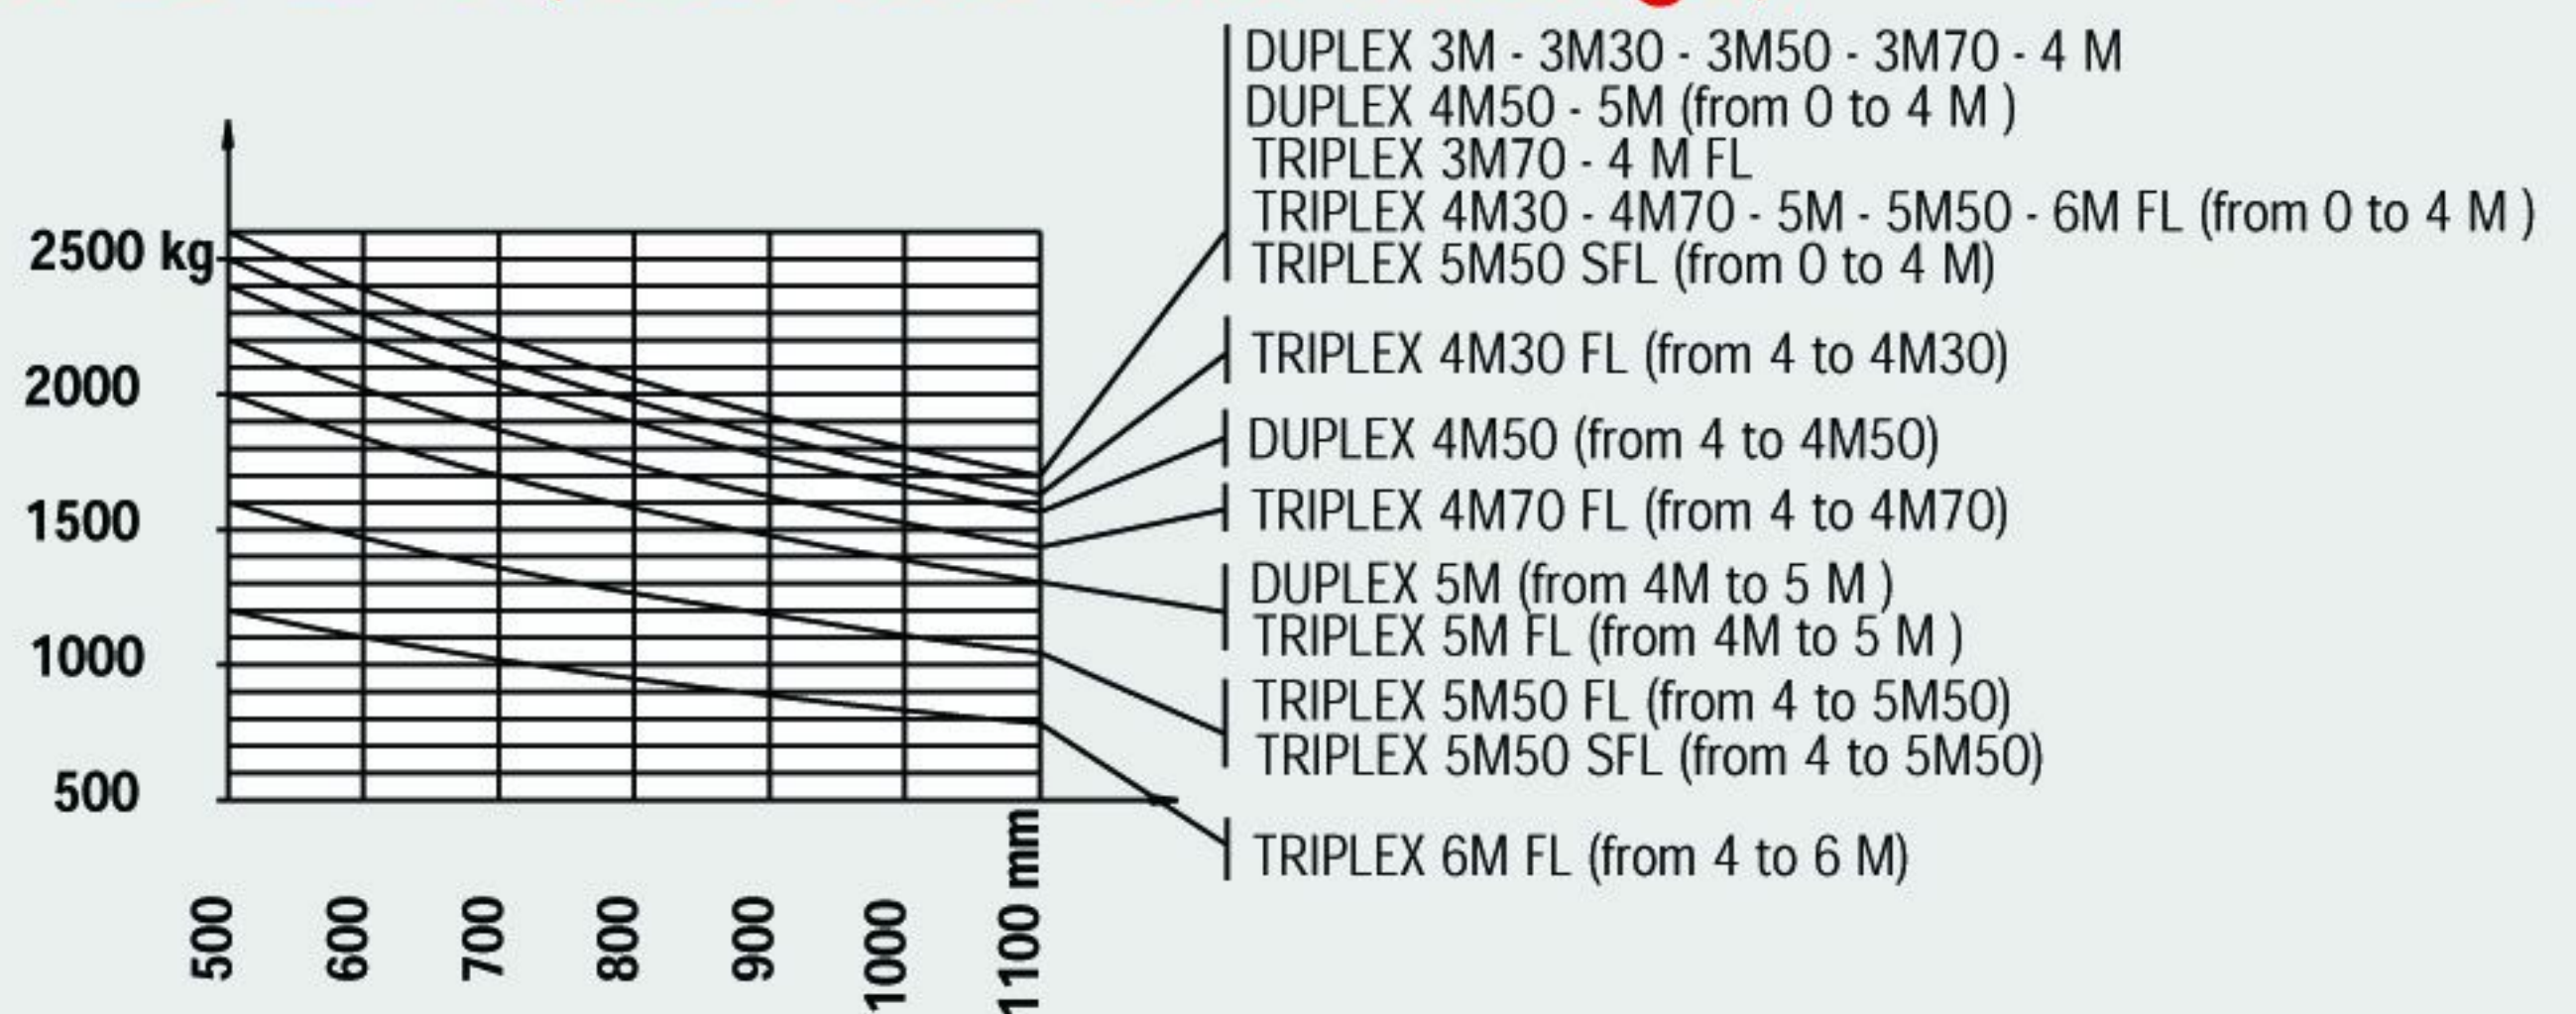 DUPLEX 3M - 3M30 - 3M50 - 3M70 - 4 M
DUPLEX 4M50 - 5M (from 0 to 4 M )
TRIPLEX 3M70 - 4 M FL
TRIPLEX 4M30 - 4M70 - 5M - 5M50 - 6M FL (from 0 to 4 M )
TRIPLEX 5M50 SFL (from 0 to 4 M)
TRIPLEX 4M30 FL (from 4 to 4M30)
DUPLEX 4M50 (from 4 to 4M50)
TRIPLEX 4M70 FL (from 4 to 4M70)
DUPLEX 5M (from 4M to 5 M )
TRIPLEX 5M FL (from 4M to 5 M )
TRIPLEX 5M50 FL (from 4 to 5M50)
TRIPLEX 5M50 SFL (from 4 to 5M50)
TRIPLEX 6M FL (from 4 to 6 M)
2500 kg
2000
1500
1000
500
500
600
700
800
900
1000
1100 mm